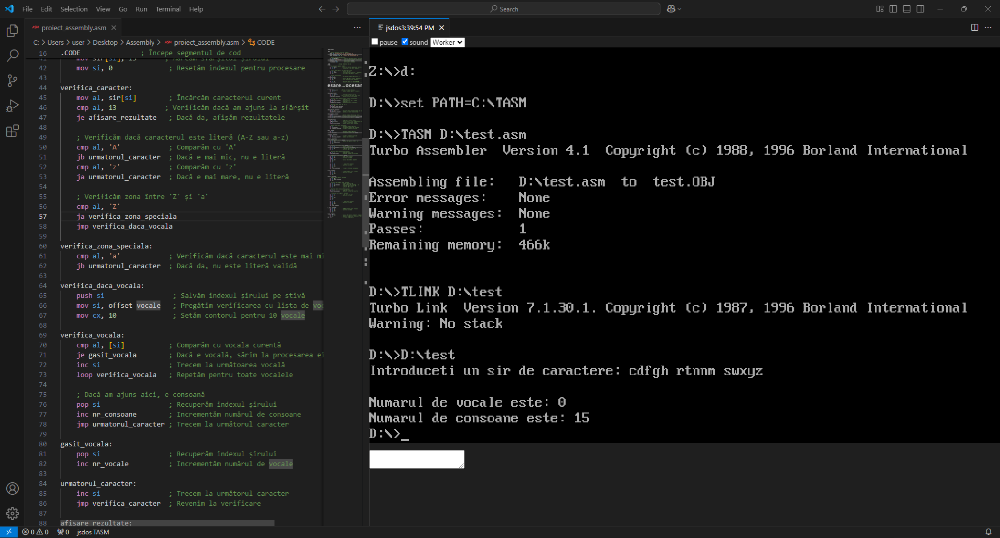 File Edit Selection View Go Run Terminal Help
Search
proiect_assembly.asm
jsdos3:39:54 PM
C: > Users > user > Desktop > Assembly > proiect_assembly.asm > CODE
pause sound Worker
16 .CODE ; Începe segmentul de cod
42 mov si, 0 ; Resetăm indexul pentru procesare
43
44 verifica_caracter:
45 mov al, sir[si] ; Încărcăm caracterul curent
46 cmp al, 13 ; Verificăm dacă am ajuns la sfârșit
47 je afisare_rezultate ; Dacă da, afișăm rezultatele
48
49 ; Verificăm dacă caracterul este literă (A-Z sau a-z)
50 cmp al, 'A' ; Comparăm cu 'A'
51 jb urmatorul_caracter ; Dacă e mai mic, nu e literă
52 cmp al, 'z' ; Comparăm cu 'z'
53 ja urmatorul_caracter ; Dacă e mai mare, nu e literă
54
55 ; Verificăm zona între 'Z' și 'a'
56 cmp al, 'Z'
57 ja verifica_zona_speciala
58 jmp verifica_daca_vocala
59
60 verifica_zona_speciala:
61 cmp al, 'a' ; Verificăm dacă caracterul este mai mi
62 jb urmatorul_caracter ; Dacă da, nu este literă validă
63
64 verifica_daca_vocala:
65 push si ; Salvăm indexul șirului pe stivă
66 mov si, offset vocale ; Pregătim verificarea cu lista de voc
67 mov cx, 10 ; Setăm contorul pentru 10 vocale
68
69 verifica_vocala:
70 cmp al, [si] ; Comparăm cu vocala curentă
71 je gasit_vocala ; Dacă e vocală, sărim la procesarea ei
72 inc si ; Trecem la următoarea vocală
73 loop verifica_vocala ; Repetăm pentru toate vocalele
74
75 ; Dacă am ajuns aici, e consoană
76 pop si ; Recuperăm indexul șirului
77 inc nr_consoane ; Incrementăm numărul de consoane
78 jmp urmatorul_caracter ; Trecem la următorul caracter
79
80 gasit_vocala:
81 pop si ; Recuperăm indexul șirului
82 inc nr_vocale ; Incrementăm numărul de vocale
83
84 urmatorul_caracter:
85 inc si ; Trecem la următorul caracter
86 jmp verifica_caracter ; Revenim la verificare
87
88 afisare_rezultate:
esare...ocesar
Z:\>d:
D:\>set PATH=C:\TASM
D:\>TASM D:\test.asm
Turbo Assembler Version 4.1 Copyright (c) 1988, 1996 Borland International
Assembling file: D:\test.asm to test.OBJ
Error messages: None
Warning messages: None
Passes: 1
Remaining memory: 466k
D:\>TLINK D:\test
Turbo Link Version 7.1.30.1. Copyright (c) 1987, 1996 Borland International
Warning: No stack
D:\>D:\test
Introduceti un sir de caractere: cdfgh rtnnm swxyz
Numarul de vocale este: 0
Numarul de consoane este: 15
D:\>_
0 0 0 jsdos TASM